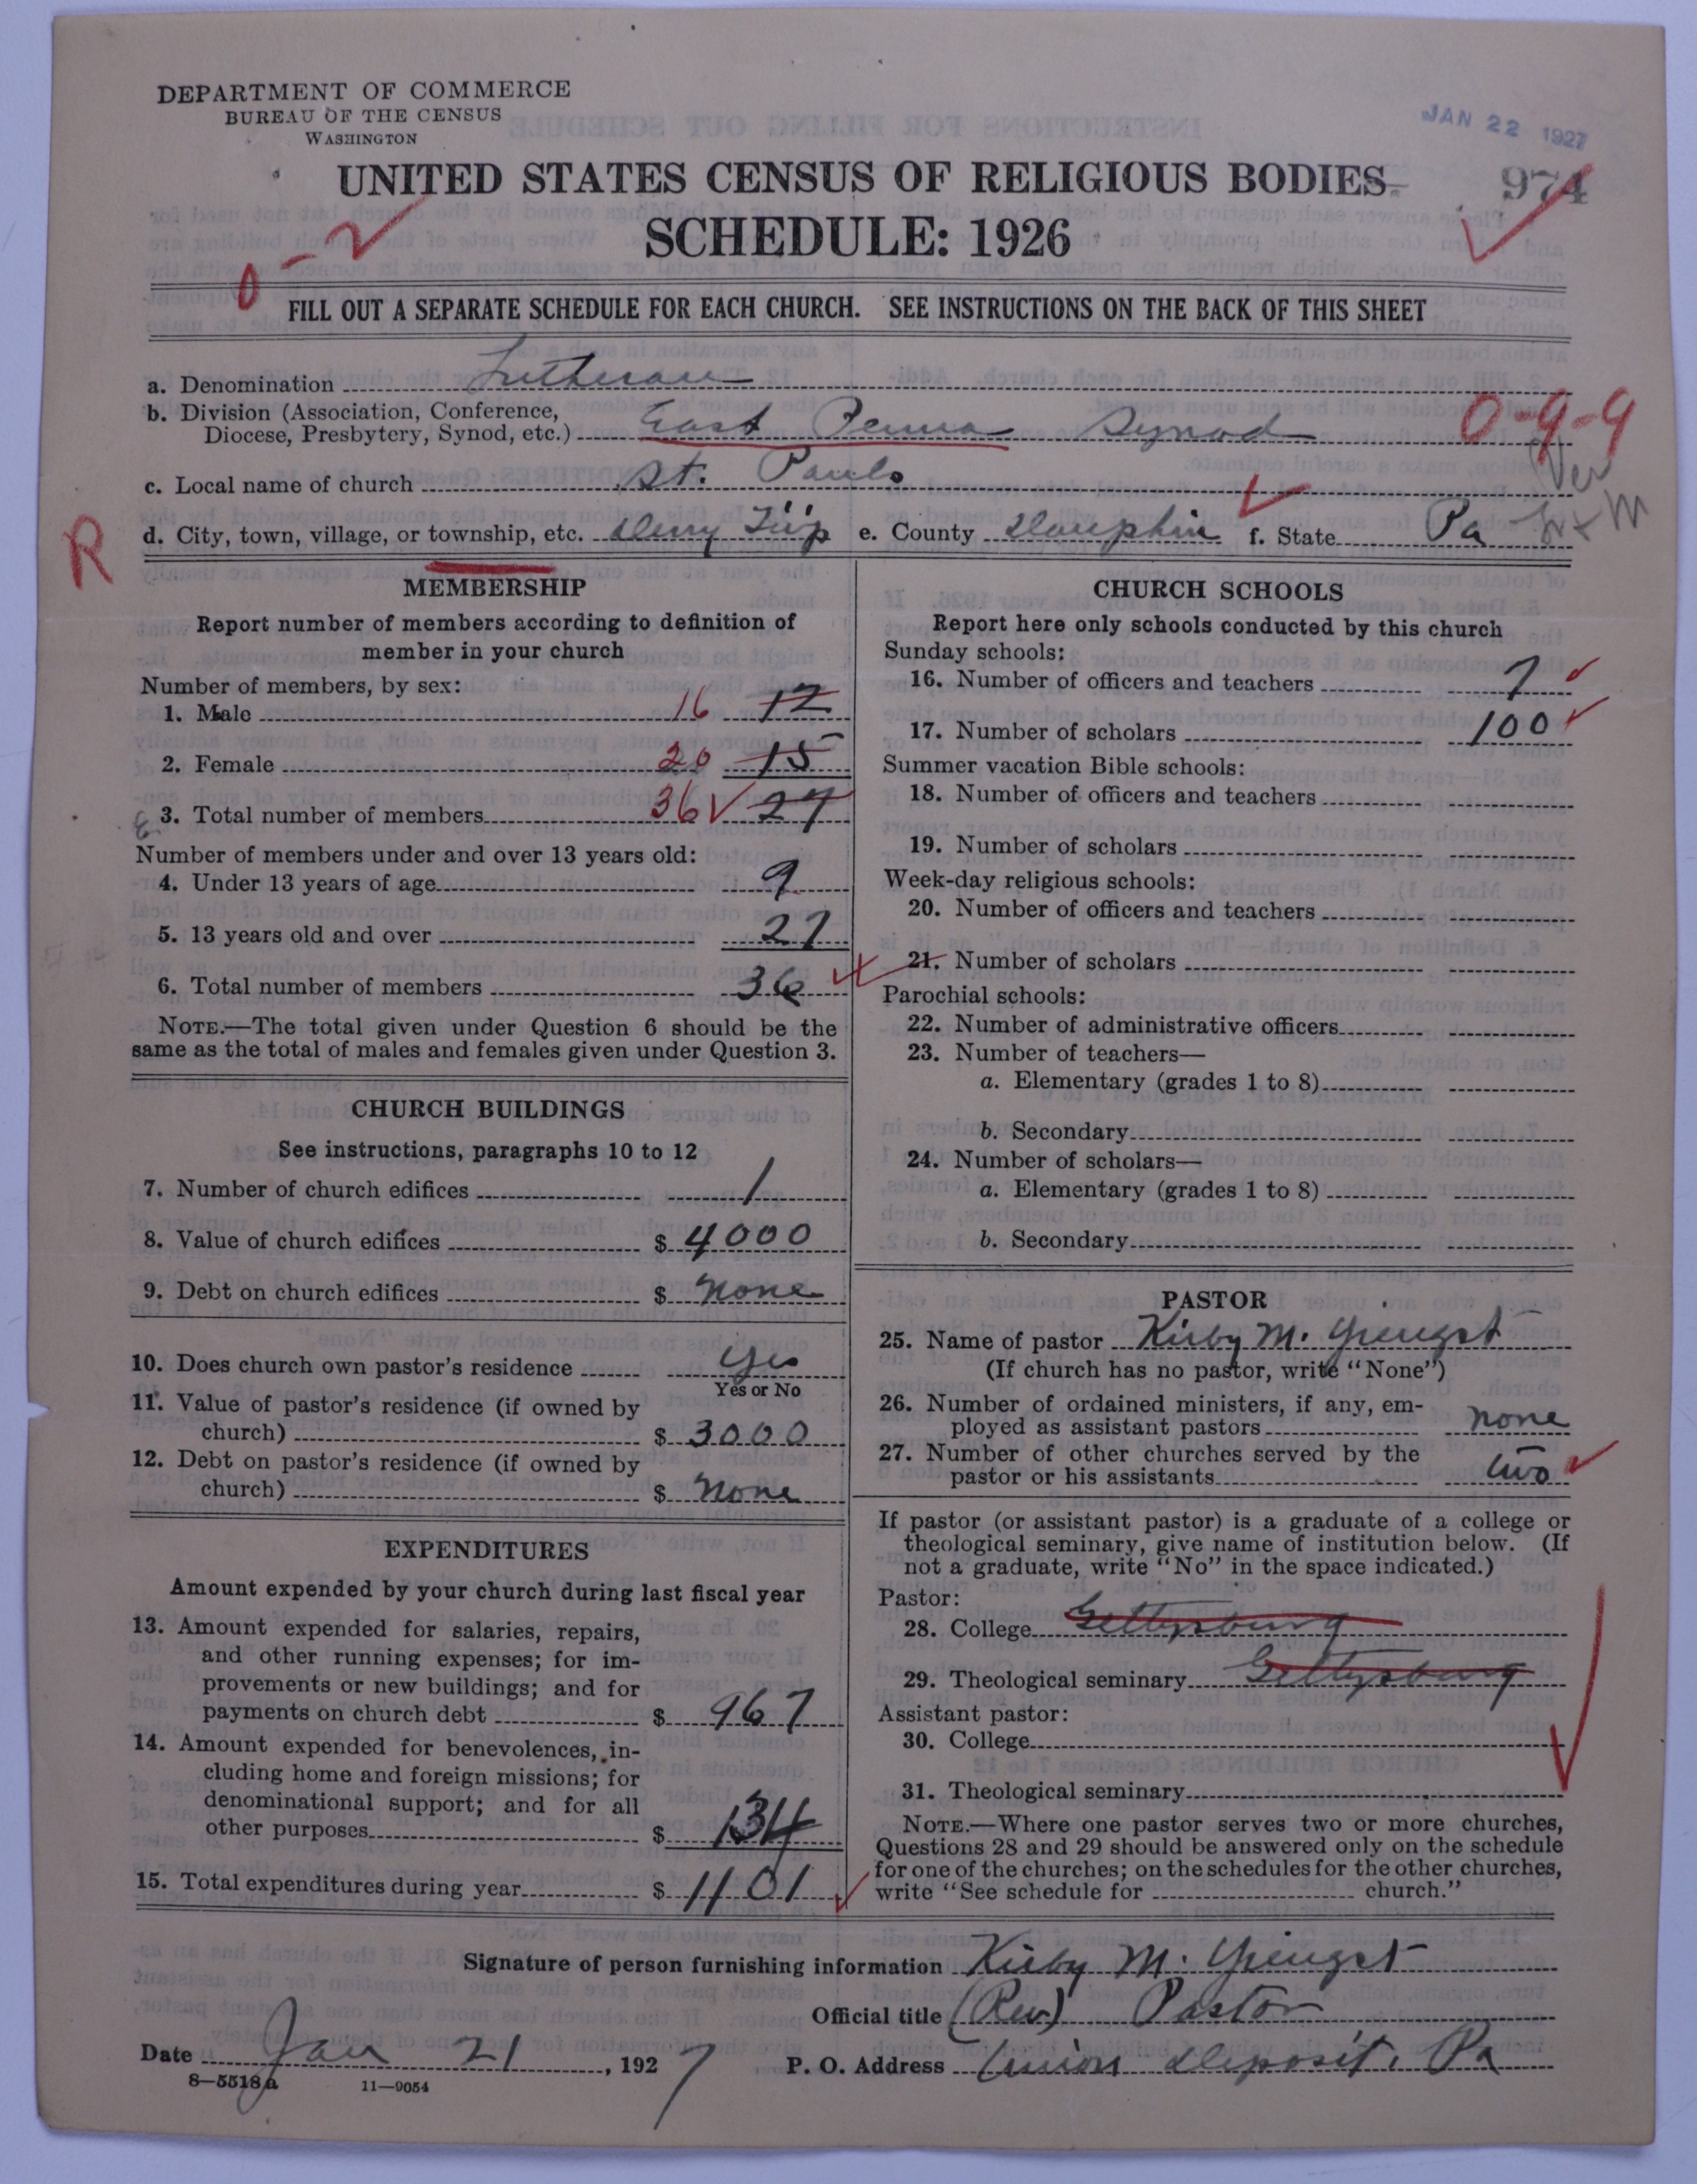 DEPARTMENT OF COMMERCE
BUREAU OF THE CENSUS
WASHINGTON
JAN 22 1927
UNITED STATES CENSUS OF RELIGIOUS BODIES
974
SCHEDULE: 1926
0-2
FILL OUT A SEPARATE SCHEDULE FOR EACH CHURCH. SEE INSTRUCTIONS ON THE BACK OF THIS SHEET
a. Denomination Lutheran
b. Division (Association, Conference,
Diocese, Presbytery, Synod, etc.) East Penna Synod 0-9-9
Ver
c. Local name of church St. Pauls
R d. City, town, village, or township, etc. Derry Twp e. County Dauphin f. State Pa
MEMBERSHIP
Report number of members according to definition of
member in your church
Number of members, by sex:
1. Male 16 12
2. Female 20 15
3. Total number of members 36 27
Number of members under and over 13 years old:
4. Under 13 years of age 9
5. 13 years old and over 27
6. Total number of members 36
NOTE.—The total given under Question 6 should be the
same as the total of males and females given under Question 3.
CHURCH BUILDINGS
See instructions, paragraphs 10 to 12
7. Number of church edifices 1
8. Value of church edifices $ 4000
9. Debt on church edifices $ none
10. Does church own pastor's residence yes
Yes or No
11. Value of pastor's residence (if owned by
church) $ 3000
12. Debt on pastor's residence (if owned by
church) $ none
EXPENDITURES
Amount expended by your church during last fiscal year
13. Amount expended for salaries, repairs,
and other running expenses; for im-
provements or new buildings; and for
payments on church debt $ 967
14. Amount expended for benevolences, in-
cluding home and foreign missions; for
denominational support; and for all
other purposes $ 134
15. Total expenditures during year $ 1101
CHURCH SCHOOLS
Report here only schools conducted by this church
Sunday schools:
16. Number of officers and teachers 7
17. Number of scholars 100
Summer vacation Bible schools:
18. Number of officers and teachers
19. Number of scholars
Week-day religious schools:
20. Number of officers and teachers
21. Number of scholars
Parochial schools:
22. Number of administrative officers
23. Number of teachers—
a. Elementary (grades 1 to 8)
b. Secondary
24. Number of scholars—
a. Elementary (grades 1 to 8)
b. Secondary
PASTOR
25. Name of pastor Kirby M. Yiengst
(If church has no pastor, write "None")
26. Number of ordained ministers, if any, em-
ployed as assistant pastors none
27. Number of other churches served by the
pastor or his assistants two
If pastor (or assistant pastor) is a graduate of a college or
theological seminary, give name of institution below. (If
not a graduate, write "No" in the space indicated.)
Pastor:
28. College Gettysburg
29. Theological seminary Gettysburg
Assistant pastor:
30. College
31. Theological seminary
NOTE.—Where one pastor serves two or more churches,
Questions 28 and 29 should be answered only on the schedule
for one of the churches; on the schedules for the other churches,
write "See schedule for church."
Signature of person furnishing information Kirby M. Yiengst
Official title (Rev) Pastor
Date Jan 21, 1927 P. O. Address Union Deposit, Pa
8—5518a 11—9054